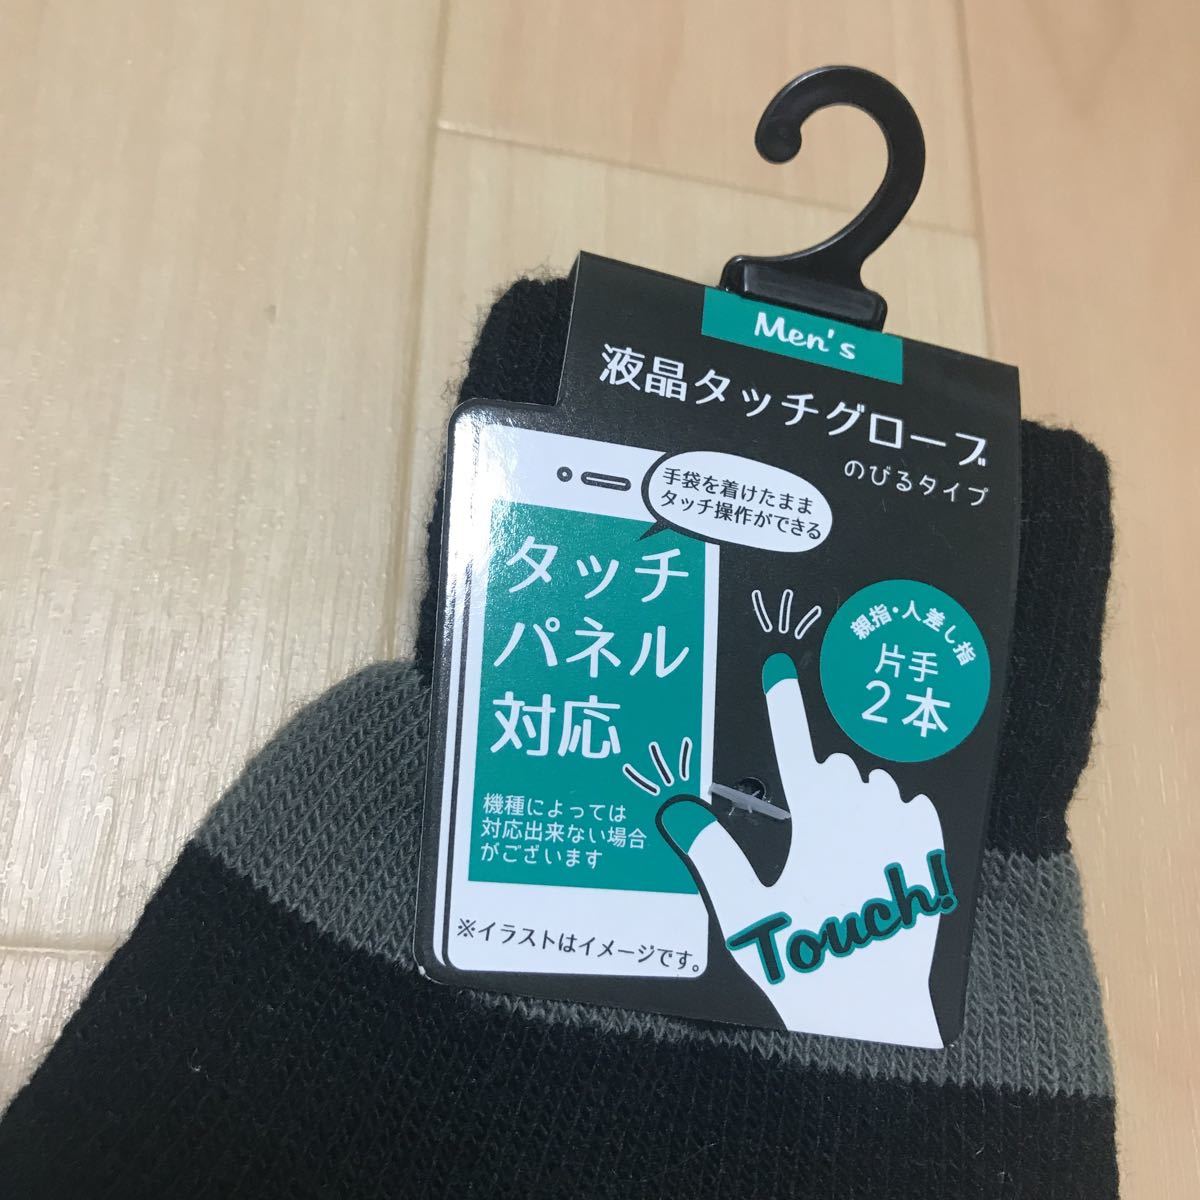 Men's
液晶タッチグローブ
のびるタイプ
手袋を着けたまま
タッチ操作ができる
タッチ
パネル
対応
親指・人差し指
片手
2本
機種によっては
対応出来ない場合
がございます
Touch!
※イラストはイメージです。